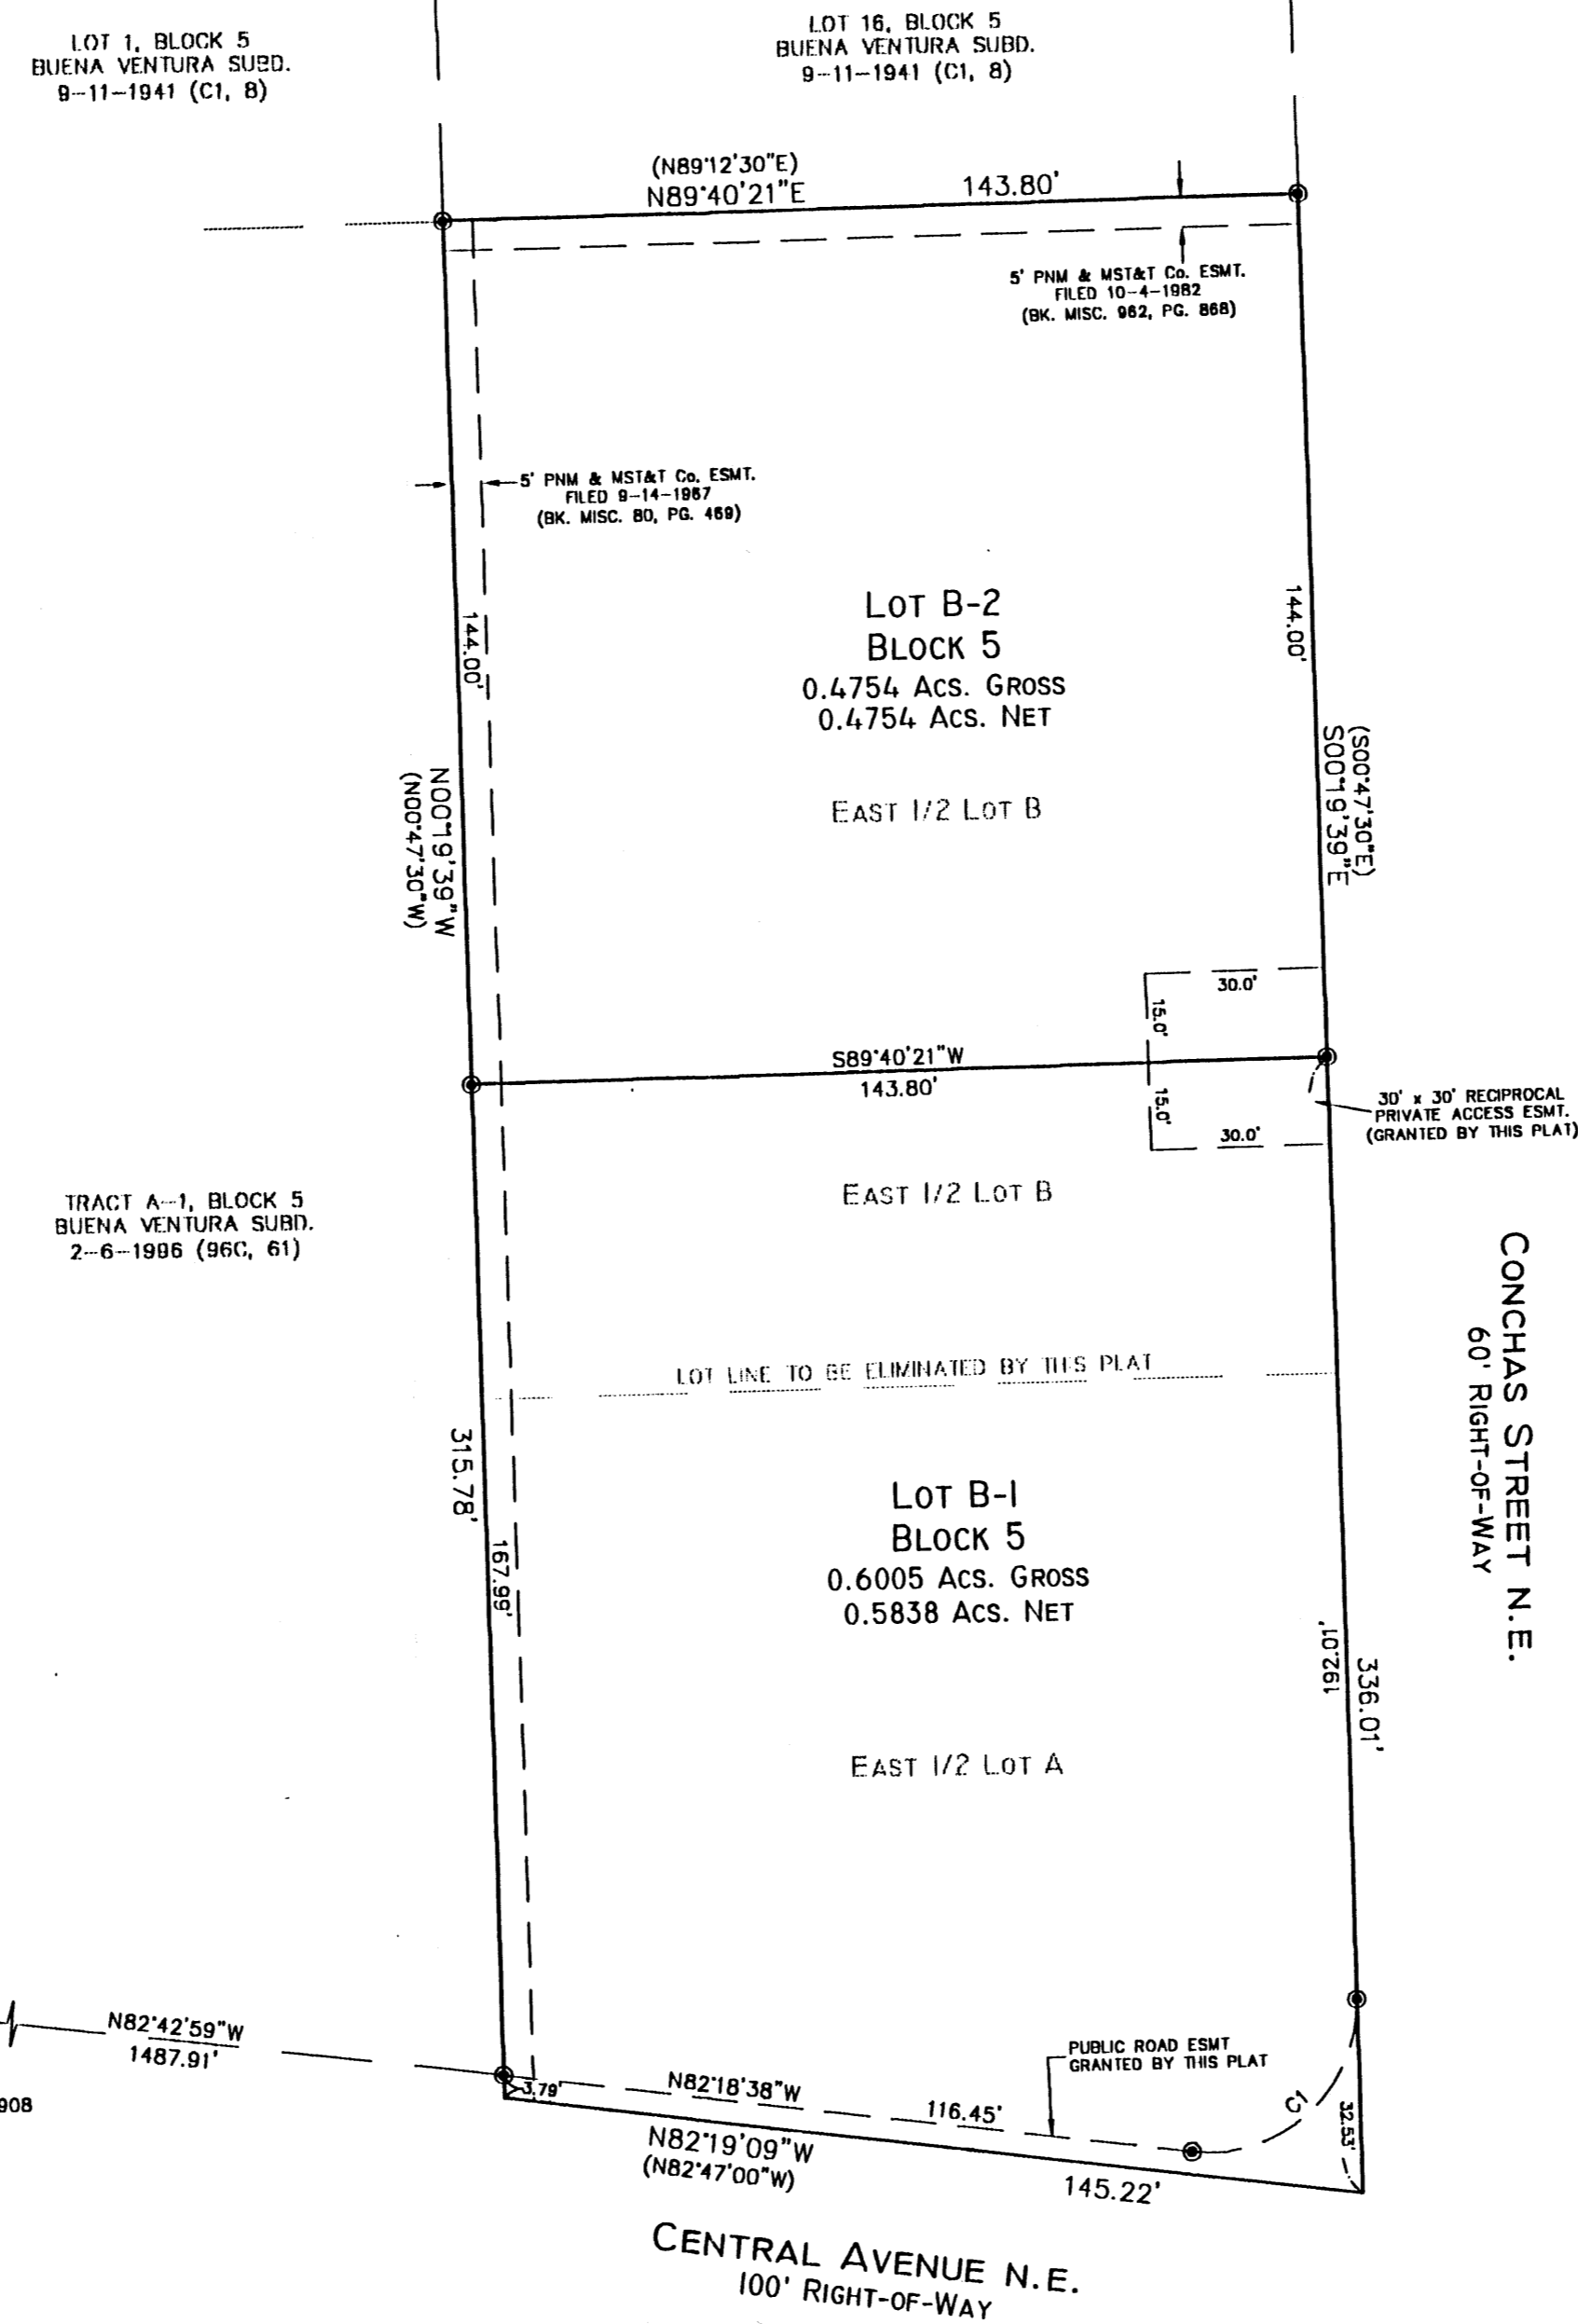 LOT 1, BLOCK 5
BUENA VENTURA SUBD.
9-11-1941 (C1, 8)
LOT 16, BLOCK 5
BUENA VENTURA SUBD.
9-11-1941 (C1, 8)
(N89°12'30"E)
N89°40'21"E
143.80'
5' PNM & MST&T Co. ESMT.
FILED 10-4-1982
(BK. MISC. 962, PG. 868)
5' PNM & MST&T Co. ESMT.
FILED 9-14-1967
(BK. MISC. 80, PG. 469)
144.00'
144.00'
LOT B-2
BLOCK 5
0.4754 ACS. GROSS
0.4754 ACS. NET
N00°19'39"W
(N00°47'30"W)
(S00°47'30"E)
S00°19'39"E
EAST 1/2 LOT B
30.0'
15.0'
S89°40'21"W
143.80'
15.0'
30.0'
30' x 30' RECIPROCAL
PRIVATE ACCESS ESMT.
(GRANTED BY THIS PLAT)
TRACT A-1, BLOCK 5
BUENA VENTURA SUBD.
2-6-1996 (96C, 61)
EAST 1/2 LOT B
CONCHAS STREET N.E.
60' RIGHT-OF-WAY
LOT LINE TO BE ELIMINATED BY THIS PLAT
315.78'
167.99'
LOT B-1
BLOCK 5
0.6005 ACS. GROSS
0.5838 ACS. NET
192.01'
336.01'
EAST 1/2 LOT A
N82°42'59"W
1487.91'
908
3.79'
N82°18'38"W
116.45'
PUBLIC ROAD ESMT
GRANTED BY THIS PLAT
C1
32.53'
N82°19'09"W
(N82°47'00"W)
145.22'
CENTRAL AVENUE N.E.
100' RIGHT-OF-WAY